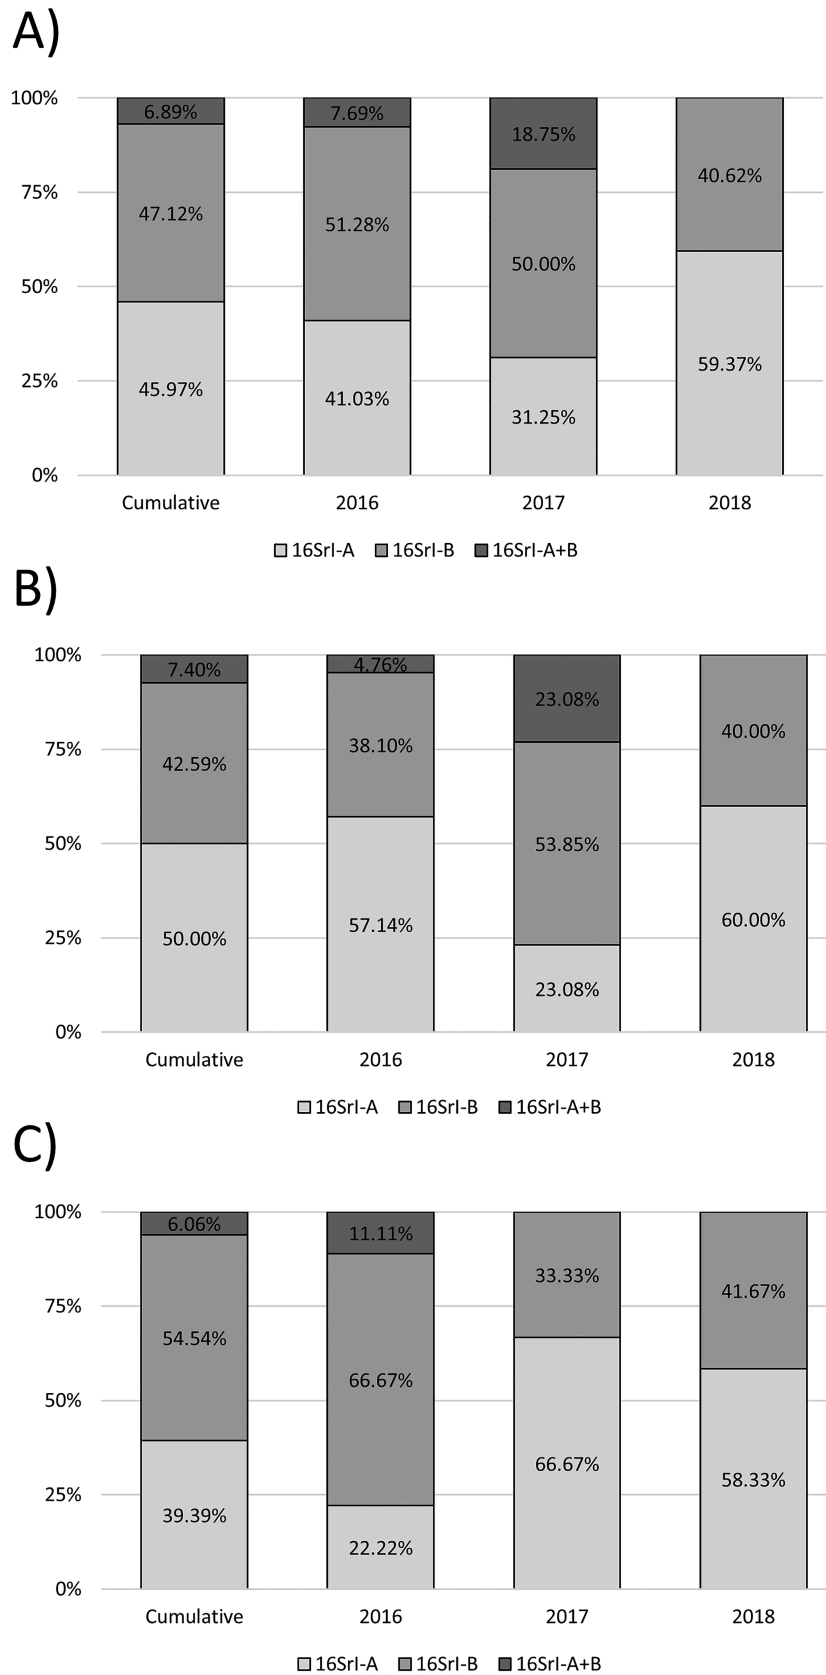 A)
100%
6.89% 7.69% 18.75% 40.62%
75%
47.12% 51.28% 50.00%
50%
45.97% 41.03% 31.25% 59.37%
25%
0%
Cumulative 2016 2017 2018
16SrI-A 16SrI-B 16SrI-A+B
B)
100%
7.40% 4.76% 23.08% 40.00%
75%
42.59% 38.10% 53.85%
50%
50.00% 57.14% 23.08% 60.00%
25%
0%
Cumulative 2016 2017 2018
16SrI-A 16SrI-B 16SrI-A+B
C)
100%
6.06% 11.11% 33.33% 41.67%
75%
54.54% 66.67%
50%
39.39% 22.22% 66.67% 58.33%
25%
0%
Cumulative 2016 2017 2018
16SrI-A 16SrI-B 16SrI-A+B